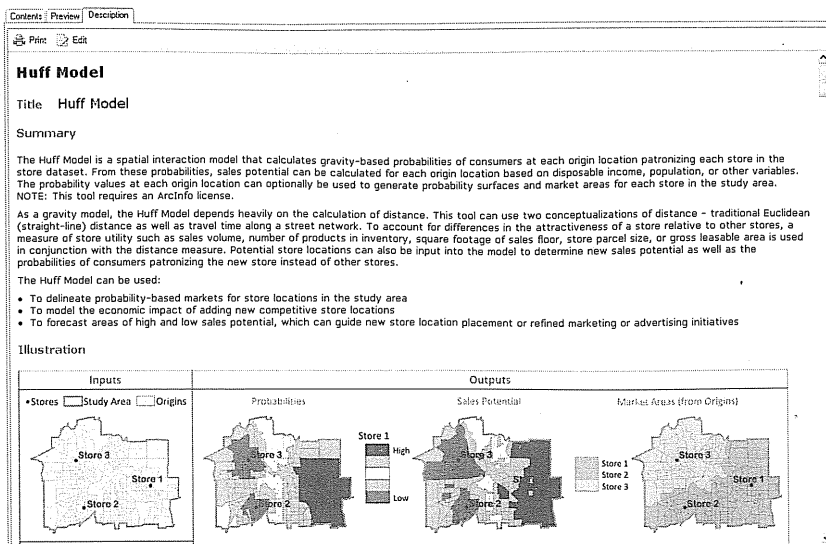 Contents Preview Description
Print Edit
Huff Model
Title Huff Model
Summary
The Huff Model is a spatial interaction model that calculates gravity-based probabilities of consumers at each origin location patronizing each store in the
store dataset. From these probabilities, sales potential can be calculated for each origin location based on disposable income, population, or other variables.
The probability values at each origin location can optionally be used to generate probability surfaces and market areas for each store in the study area.
NOTE: This tool requires an ArcInfo license.
As a gravity model, the Huff Model depends heavily on the calculation of distance. This tool can use two conceptualizations of distance - traditional Euclidean
(straight-line) distance as well as travel time along a street network. To account for differences in the attractiveness of a store relative to other stores, a
measure of store utility such as sales volume, number of products in inventory, square footage of sales floor, store parcel size, or gross leasable area is used
in conjunction with the distance measure. Potential store locations can also be input into the model to determine new sales potential as well as the
probabilities of consumers patronizing the new store instead of other stores.
The Huff Model can be used:
• To delineate probability-based markets for store locations in the study area
• To model the economic impact of adding new competitive store locations
• To forecast areas of high and low sales potential, which can guide new store location placement or refined marketing or advertising initiatives
Illustration
Inputs Outputs
•Stores Study Area Origins
Probabilities Sales Potential Market Areas (from Origins)
Store 3
Store 1
Store 2
Store 3
Store 2
Store 1
High
Low
Store 3
Store 2
Store 1
Store 2
Store 3
Store 3
Store 1
Store 2